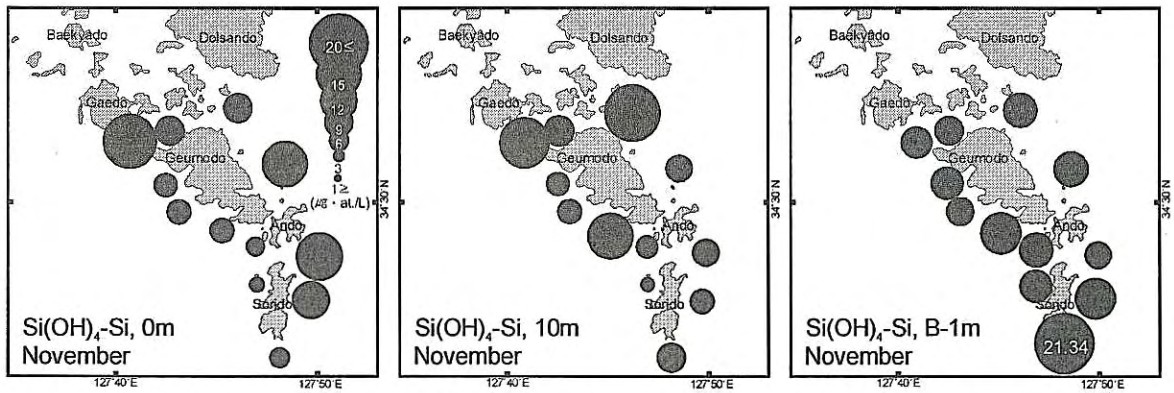 Baekyado
Dolsando
20≤
15
Gaedo
12
9
6
Geumodo
3
1≥
(㎍・at./L)
34°30'N
Ando
Sorido
Si(OH)₄-Si, 0m
November
127°40'E
127°50'E
Baekyado
Dolsando
Gaedo
Geumodo
34°30'N
Ando
Sorido
Si(OH)₄-Si, 10m
November
127°40'E
127°50'E
Baekyado
Dolsando
Gaedo
Geumodo
34°30'N
Ando
Sorido
21.34
Si(OH)₄-Si, B-1m
November
127°40'E
127°50'E